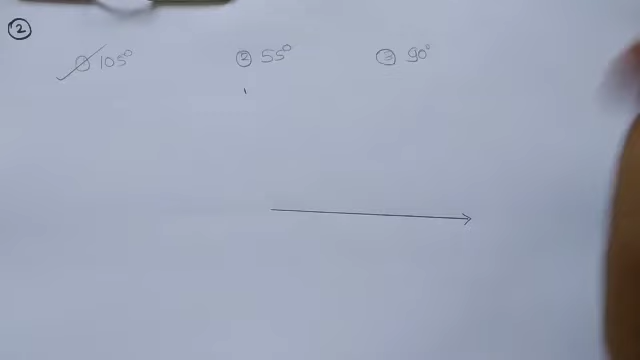 ②
① 105°
② 55°
③ 90°